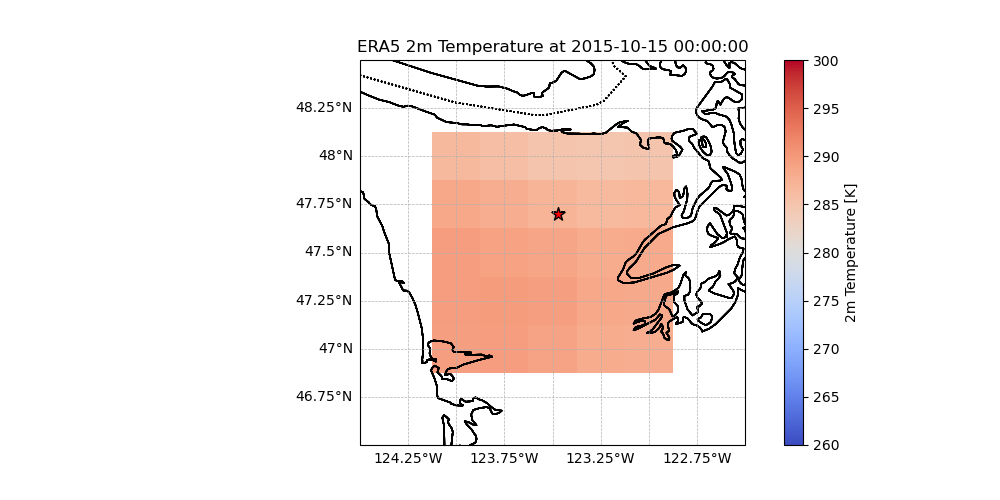 ERA5 2m Temperature at 2015-10-15 00:00:00
48.25°N
48°N
47.75°N
47.5°N
47.25°N
47°N
46.75°N
124.25°W 123.75°W 123.25°W 122.75°W
300
295
290
285
280
275
270
265
260
2m Temperature [K]